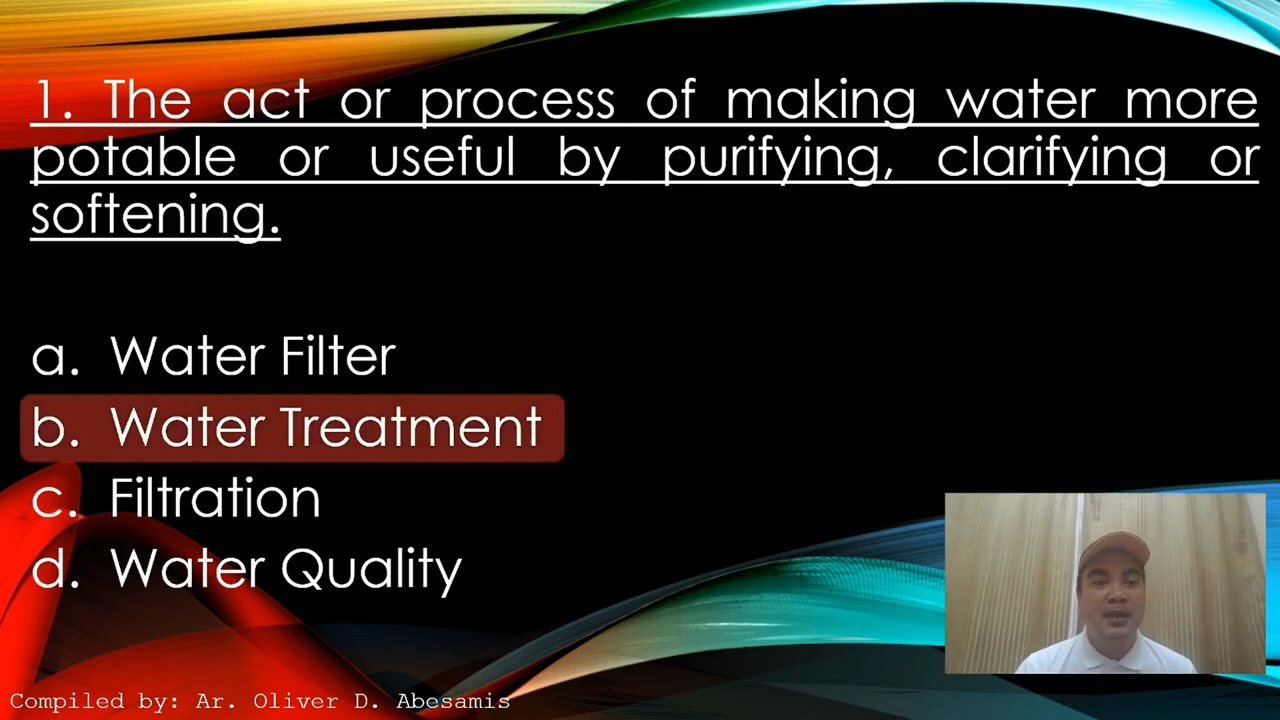 1. The act or process of making water more
potable or useful by purifying, clarifying or
softening.
a. Water Filter
b. Water Treatment
c. Filtration
d. Water Quality
Compiled by: Ar. Oliver D. Abesamis